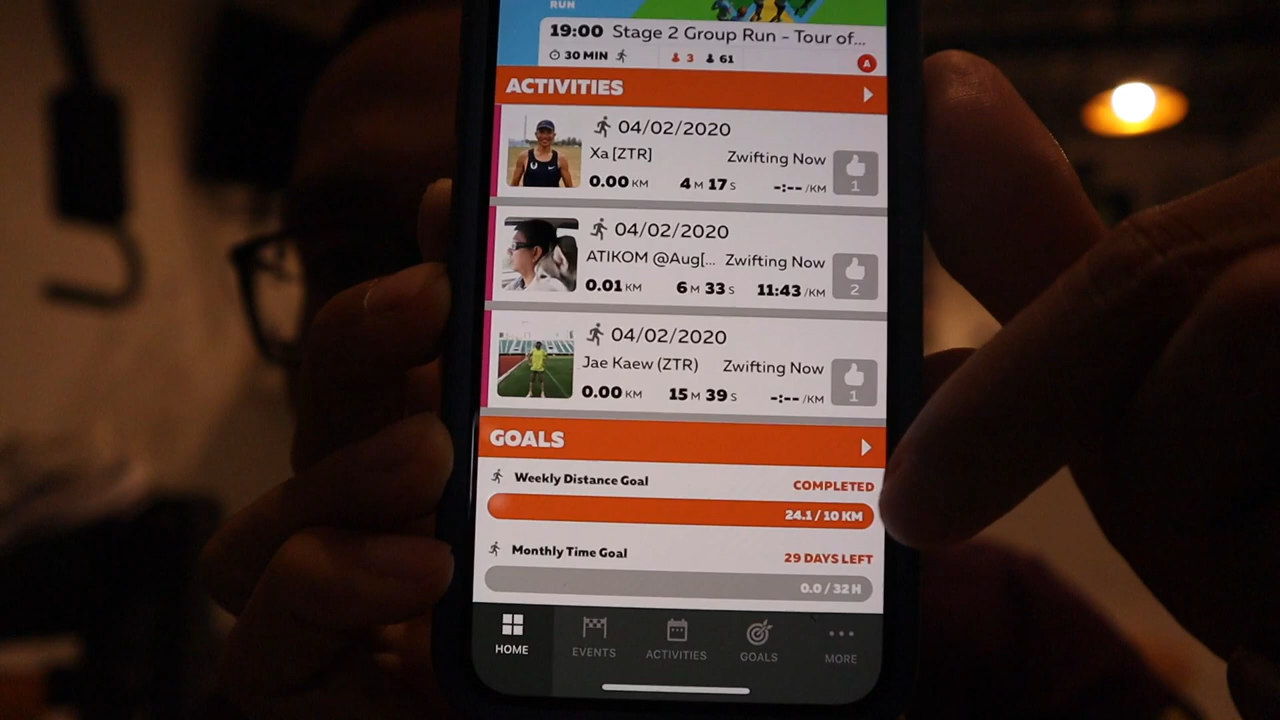 RUN
19:00 Stage 2 Group Run - Tour of...
30 MIN 3 61 A
ACTIVITIES
04/02/2020
Xa [ZTR] Zwifting Now
0.00 KM 4 M 17 S -:-- /KM 1
04/02/2020
ATIKOM @Aug[... Zwifting Now
0.01 KM 6 M 33 S 11:43 /KM 2
04/02/2020
Jae Kaew (ZTR) Zwifting Now
0.00 KM 15 M 39 S -:-- /KM 1
GOALS
Weekly Distance Goal COMPLETED
24.1 / 10 KM
Monthly Time Goal 29 DAYS LEFT
0.0 / 32 H
HOME EVENTS ACTIVITIES GOALS MORE